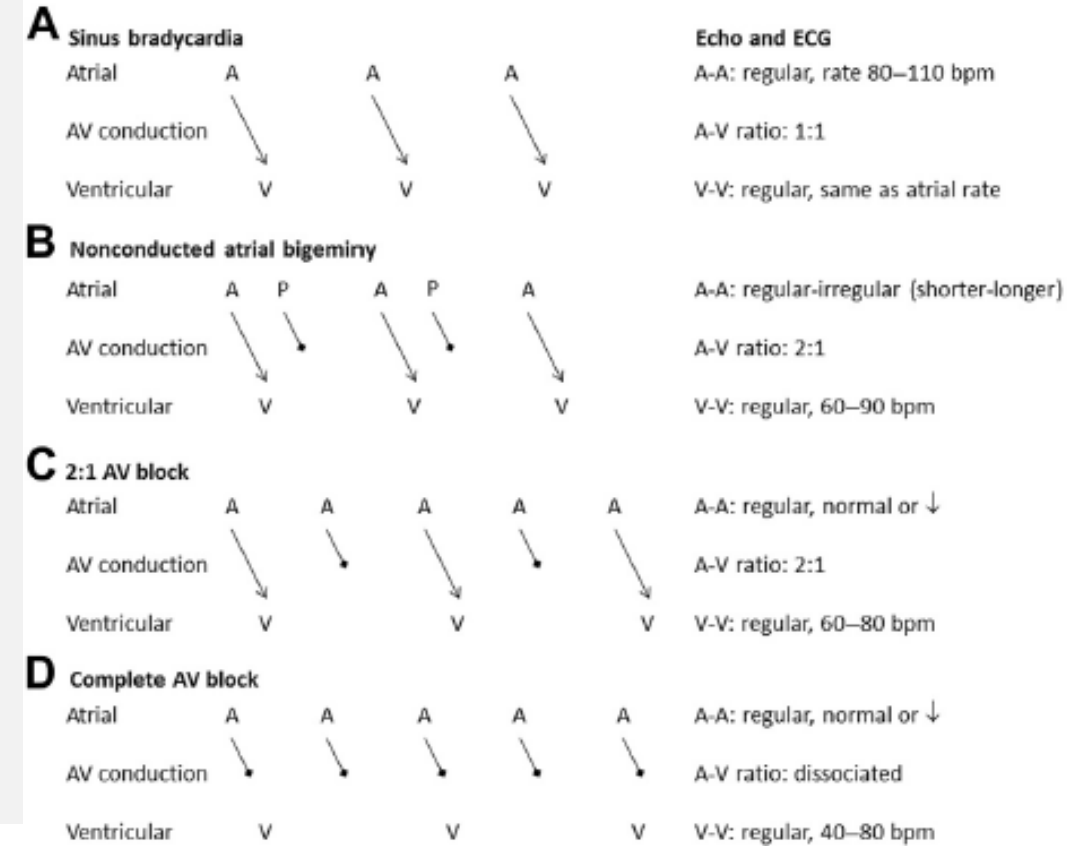 A Sinus bradycardia Echo and ECG
Atrial A A A A-A: regular, rate 80–110 bpm
AV conduction A-V ratio: 1:1
Ventricular V V V V-V: regular, same as atrial rate
B Nonconducted atrial bigeminy
Atrial A P A P A A-A: regular-irregular (shorter-longer)
AV conduction A-V ratio: 2:1
Ventricular V V V V-V: regular, 60–90 bpm
C 2:1 AV block
Atrial A A A A A A-A: regular, normal or ↓
AV conduction A-V ratio: 2:1
Ventricular V V V V-V: regular, 60–80 bpm
D Complete AV block
Atrial A A A A A A-A: regular, normal or ↓
AV conduction A-V ratio: dissociated
Ventricular V V V V-V: regular, 40–80 bpm